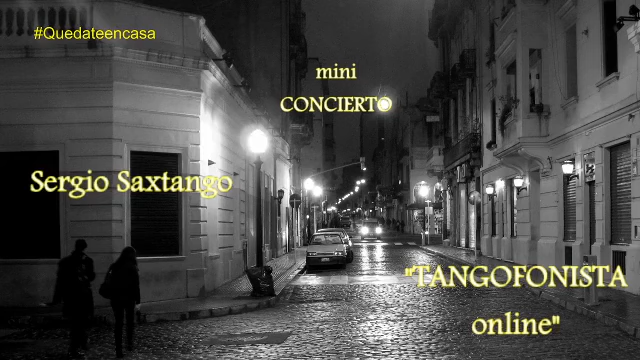 #Quedateencasa
mini
CONCIERTO
Sergio Saxtango
"TANGOFONISTA
online"